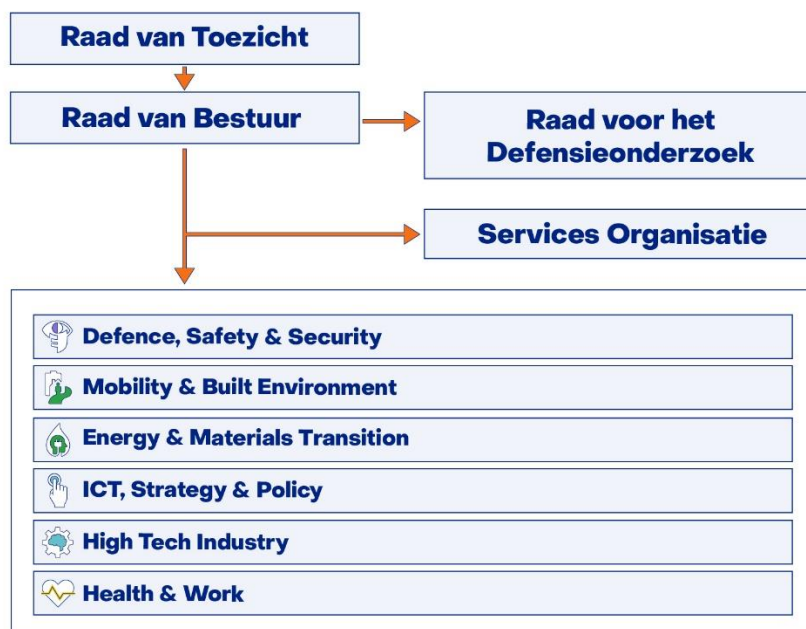 Raad van Toezicht
Raad van Bestuur
Raad voor het
Defensieonderzoek
Services Organisatie
Defence, Safety & Security
Mobility & Built Environment
Energy & Materials Transition
ICT, Strategy & Policy
High Tech Industry
Health & Work